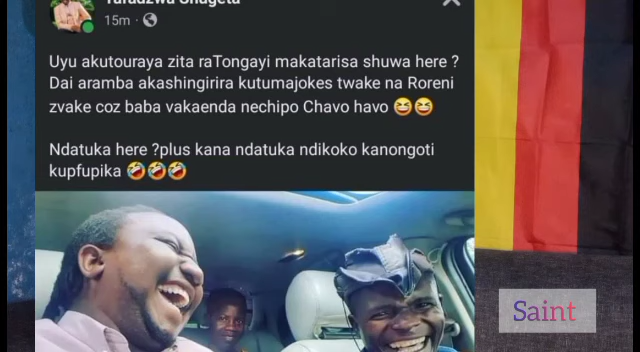 15m ·
Uyu akutouraya zita raTongayi makatarisa shuwa here ?
Dai aramba akashingirira kutumajokes twake na Roreni
zvake coz baba vakaenda nechipo Chavo havo 😆😆
Ndatuka here ?plus kana ndatuka ndikoko kanongoti
kupfupika 🤣🤣🤣
Saint